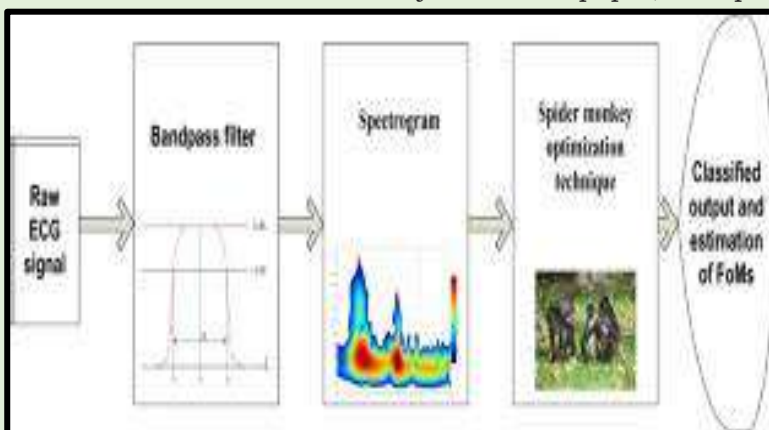 Raw
ECG
signal
Bandpass filter
Spectrogram
Spider monkey
optimization
technique
Classified
output and
estimation
of FoMs